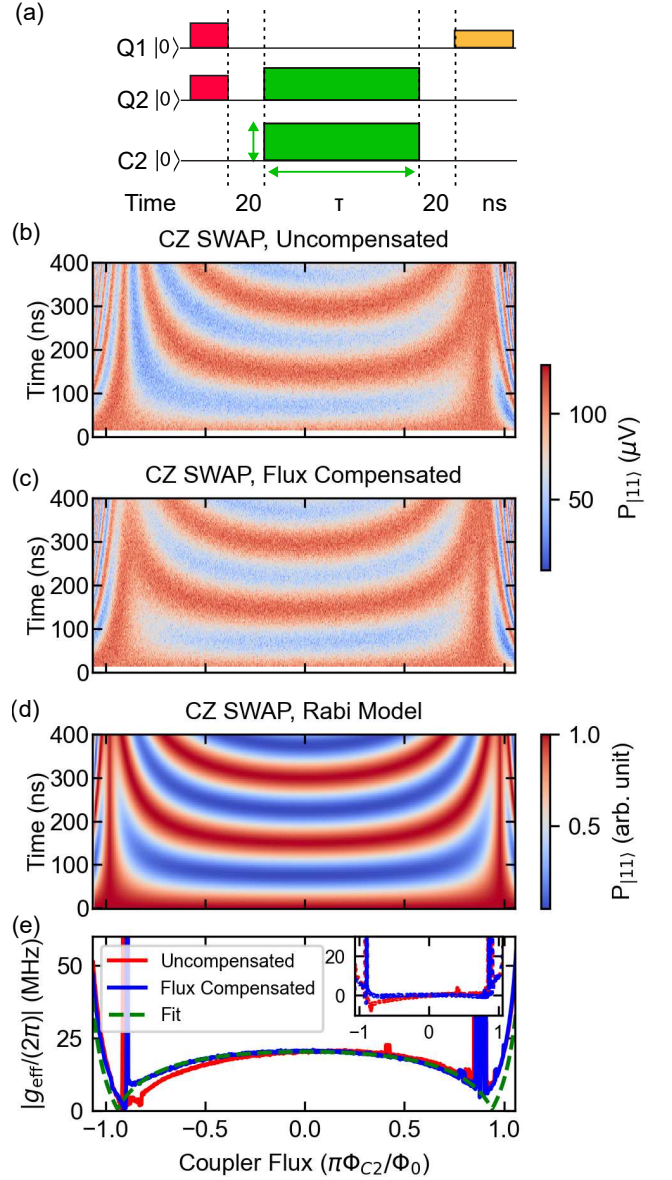 (a)
Q1 |0⟩
Q2 |0⟩
C2 |0⟩
Time 20 τ 20 ns
(b)
CZ SWAP, Uncompensated
400
300
200
100
0
Time (ns)
(c)
CZ SWAP, Flux Compensated
400
300
200
100
0
Time (ns)
100
50
P|11⟩ (µV)
(d)
CZ SWAP, Rabi Model
400
300
200
100
0
Time (ns)
1.0
0.5
P|11⟩ (arb. unit)
(e)
50
25
0
|g_eff/(2π)| (MHz)
Uncompensated
Flux Compensated
Fit
20
0
−1 0 1
−1.0 −0.5 0.0 0.5 1.0
Coupler Flux (πΦ_C2/Φ_0)